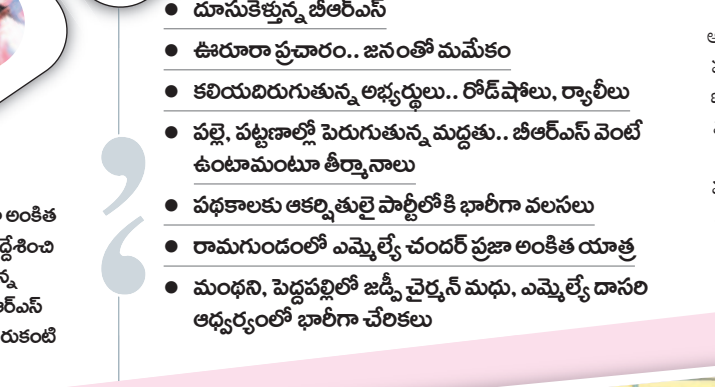 దూసుకెళ్తున్న బీఆర్ఎస్
ఊరూరా ప్రచారం.. జనంతో మమేకం
కలియదిరుగుతున్న అభ్యర్థులు.. రోడ్‌షోలు, ర్యాలీలు
పల్లె, పట్టణాల్లో పెరుగుతున్న మద్దతు.. బీఆర్ఎస్ వెంటే
ఉంటామంటూ తీర్మానాలు
పథకాలకు ఆకర్షితులై పార్టీలోకి భారీగా వలసలు
రామగుండంలో ఎమ్మెల్యే చందర్ ప్రజా అంకిత యాత్ర
మంథని, పెద్దపల్లిలో జడ్పీ చైర్మన్ మధు, ఎమ్మెల్యే దాసరి
ఆధ్వర్యంలో భారీగా చేరికలు
అంకిత
ద్దేశించి
న్న
ఆర్ఎస్
రుకంటి